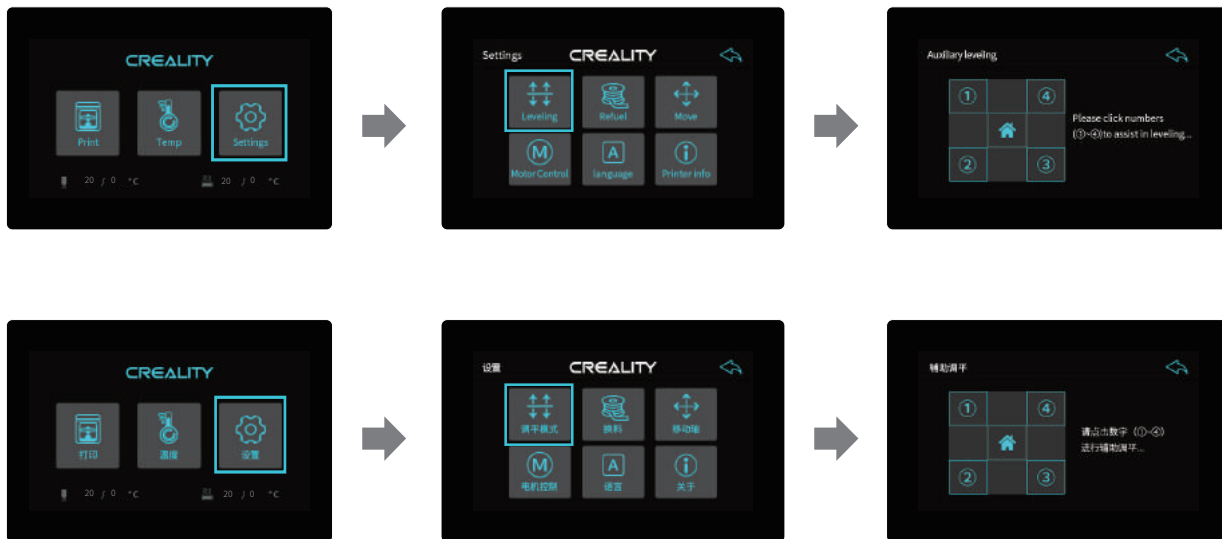 CREALITY
Print
Temp
Settings
20 / 0 °C
20 / 0 °C
Settings
CREALITY
Leveling
Refuel
Move
Motor Control
language
Printer info
Auxiliary leveling
①
④
②
③
Please click numbers
(①~④)to assist in leveling...
CREALITY
打印
温度
设置
20 / 0 °C
20 / 0 °C
设置
CREALITY
调平模式
换料
移动轴
电机控制
语言
关于
辅助调平
①
④
②
③
请点击数字 (①~④)
进行辅助调平...